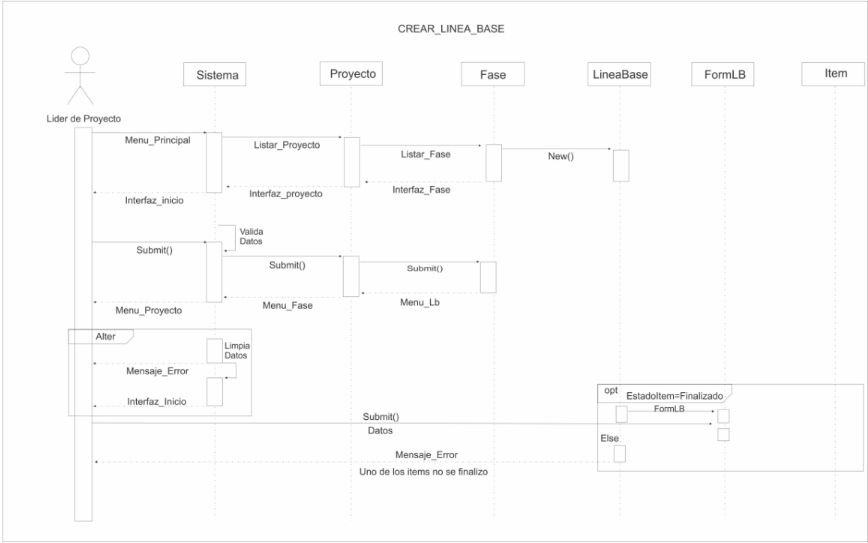 CREAR_LINEA_BASE
Sistema
Proyecto
Fase
LineaBase
FormLB
Item
Lider de Proyecto
Menu_Principal
Listar_Proyecto
Listar_Fase
New()
Interfaz_inicio
Interfaz_proyecto
Interfaz_Fase
Valida
Datos
Submit()
Submit()
Submit()
Menu_Proyecto
Menu_Fase
Menu_Lb
Alter
Limpia
Datos
Mensaje_Error
Interfaz_Inicio
opt
EstadoItem=Finalizado
FormLB
Submit()
Datos
Else
Mensaje_Error
Uno de los items no se finalizo